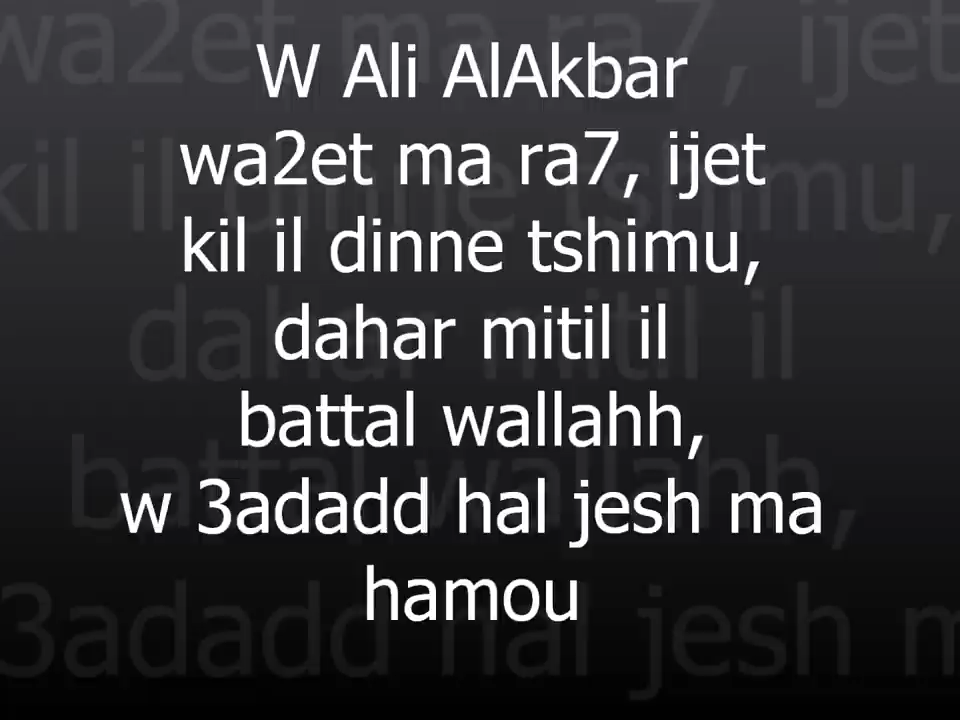 W Ali AlAkbar
wa2et ma ra7, ijet
kil il dinne tshimu,
dahar mitil il
battal wallahh,
w 3adadd hal jesh ma
hamou